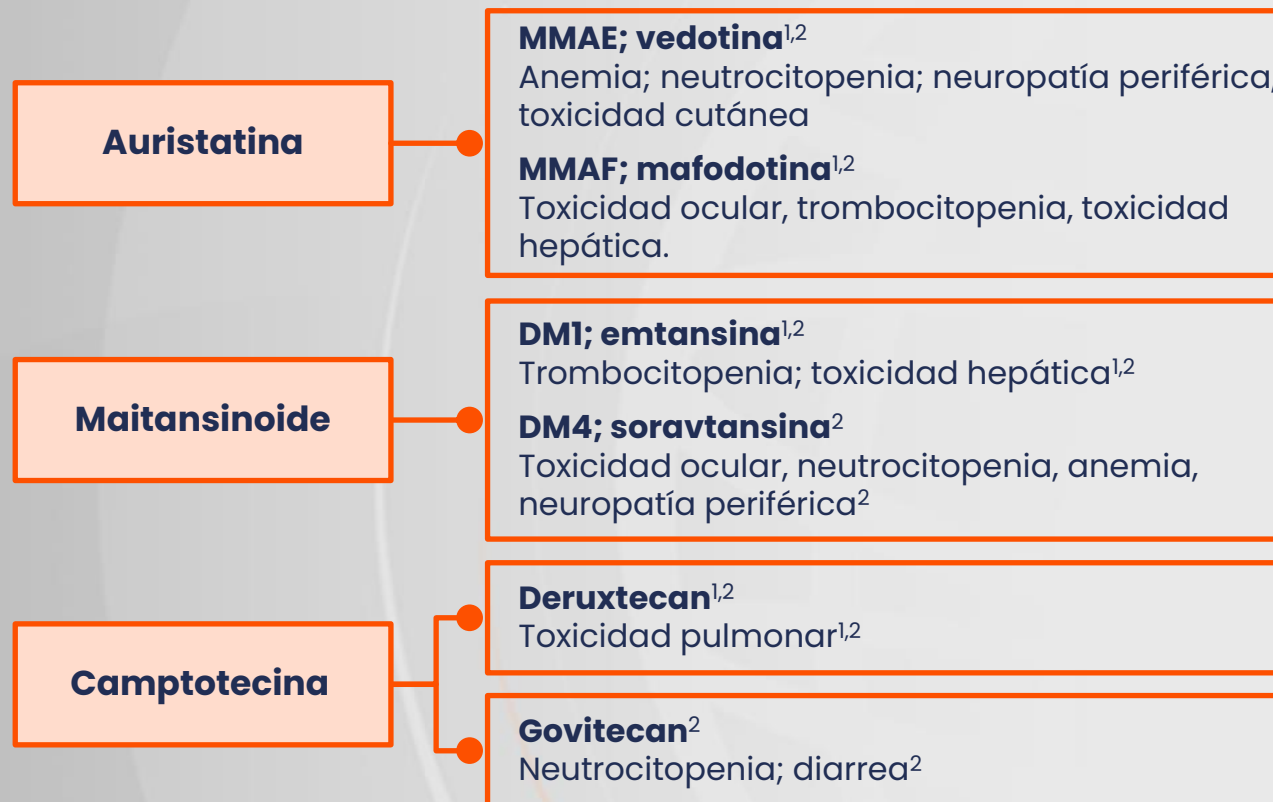 Auristatina
MMAE; vedotina1,2
Anemia; neutrocitopenia; neuropatía periférica,
toxicidad cutánea
MMAF; mafodotina1,2
Toxicidad ocular, trombocitopenia, toxicidad
hepática.
Maitansinoide
DM1; emtansina1,2
Trombocitopenia; toxicidad hepática1,2
DM4; soravtansina2
Toxicidad ocular, neutrocitopenia, anemia,
neuropatía periférica2
Camptotecina
Deruxtecan1,2
Toxicidad pulmonar1,2
Govitecan2
Neutrocitopenia; diarrea2